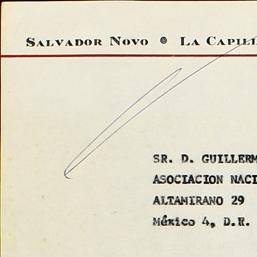 SALVADOR NOVO ● LA CAPILL
SR. D. GUILLERM
ASOCIACION NACI
ALTAMIRANO 29
México 4, D.R.